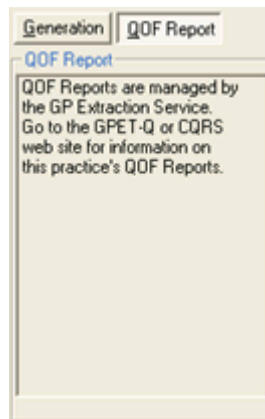 Generation QOF Report
QOF Report
QOF Reports are managed by
the GP Extraction Service.
Go to the GPET-Q or CQRS
web site for information on
this practice's QOF Reports.